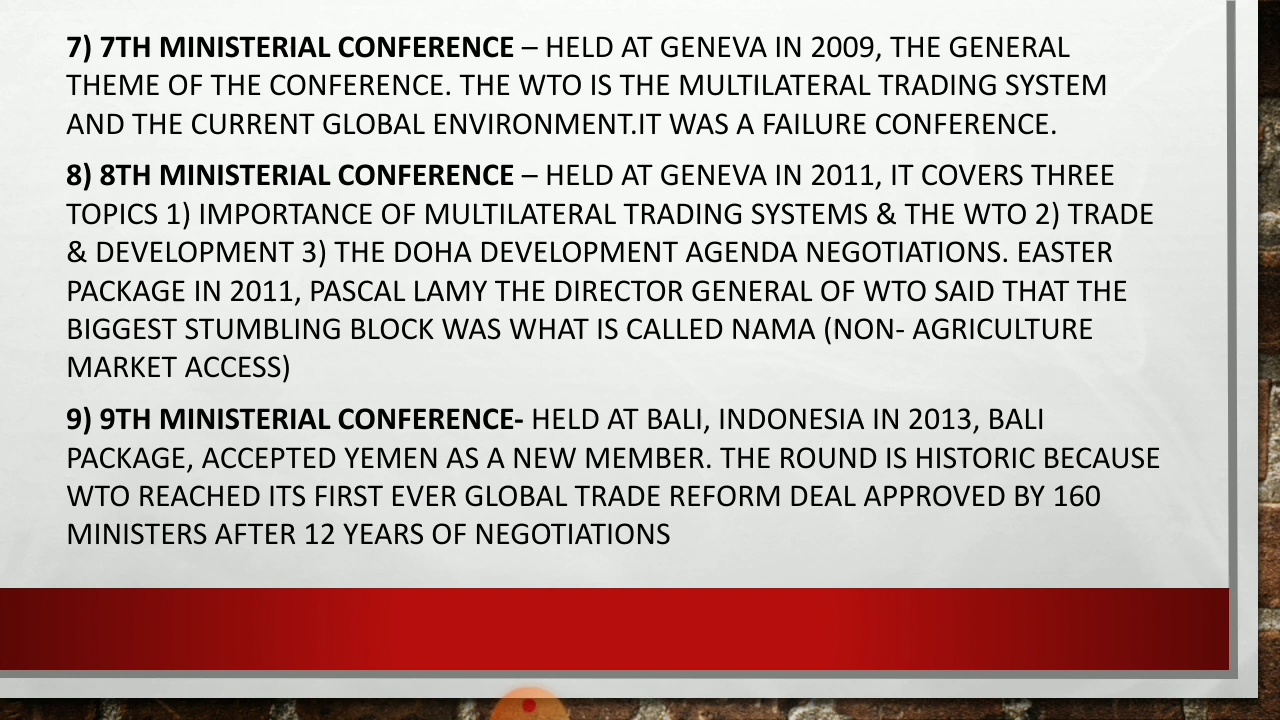 7) 7TH MINISTERIAL CONFERENCE – HELD AT GENEVA IN 2009, THE GENERAL
THEME OF THE CONFERENCE. THE WTO IS THE MULTILATERAL TRADING SYSTEM
AND THE CURRENT GLOBAL ENVIRONMENT.IT WAS A FAILURE CONFERENCE.
8) 8TH MINISTERIAL CONFERENCE – HELD AT GENEVA IN 2011, IT COVERS THREE
TOPICS 1) IMPORTANCE OF MULTILATERAL TRADING SYSTEMS & THE WTO 2) TRADE
& DEVELOPMENT 3) THE DOHA DEVELOPMENT AGENDA NEGOTIATIONS. EASTER
PACKAGE IN 2011, PASCAL LAMY THE DIRECTOR GENERAL OF WTO SAID THAT THE
BIGGEST STUMBLING BLOCK WAS WHAT IS CALLED NAMA (NON- AGRICULTURE
MARKET ACCESS)
9) 9TH MINISTERIAL CONFERENCE- HELD AT BALI, INDONESIA IN 2013, BALI
PACKAGE, ACCEPTED YEMEN AS A NEW MEMBER. THE ROUND IS HISTORIC BECAUSE
WTO REACHED ITS FIRST EVER GLOBAL TRADE REFORM DEAL APPROVED BY 160
MINISTERS AFTER 12 YEARS OF NEGOTIATIONS